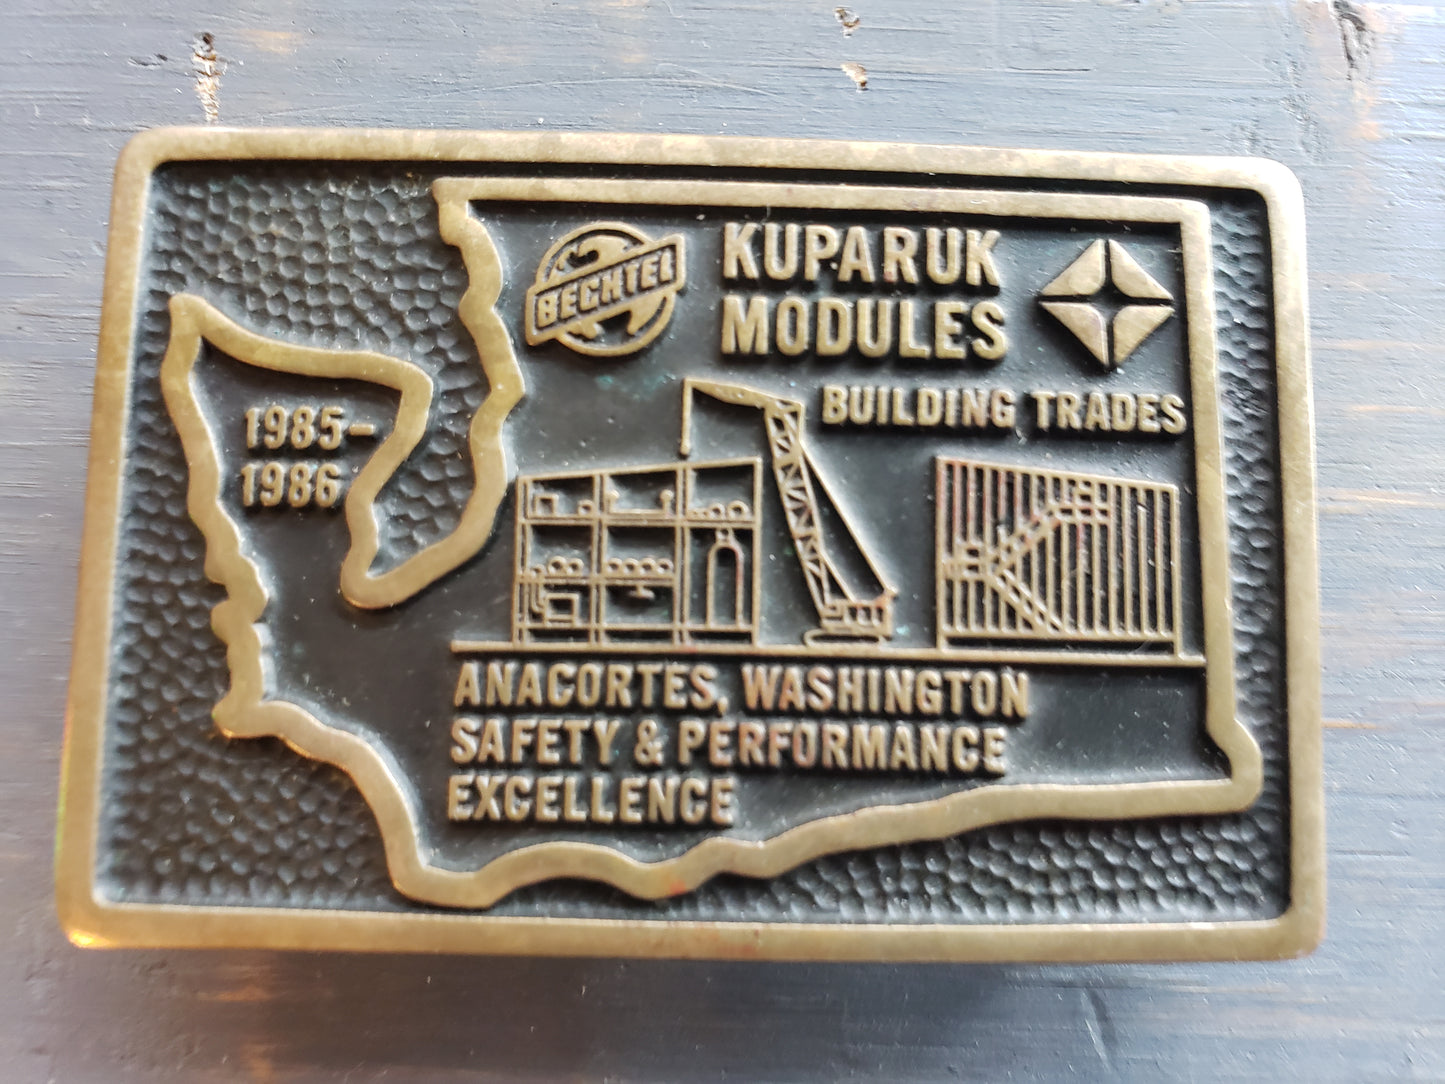 BECHTEL
KUPARUK
MODULES
BUILDING TRADES
1985-
1986
ANACORTES, WASHINGTON
SAFETY & PERFORMANCE
EXCELLENCE